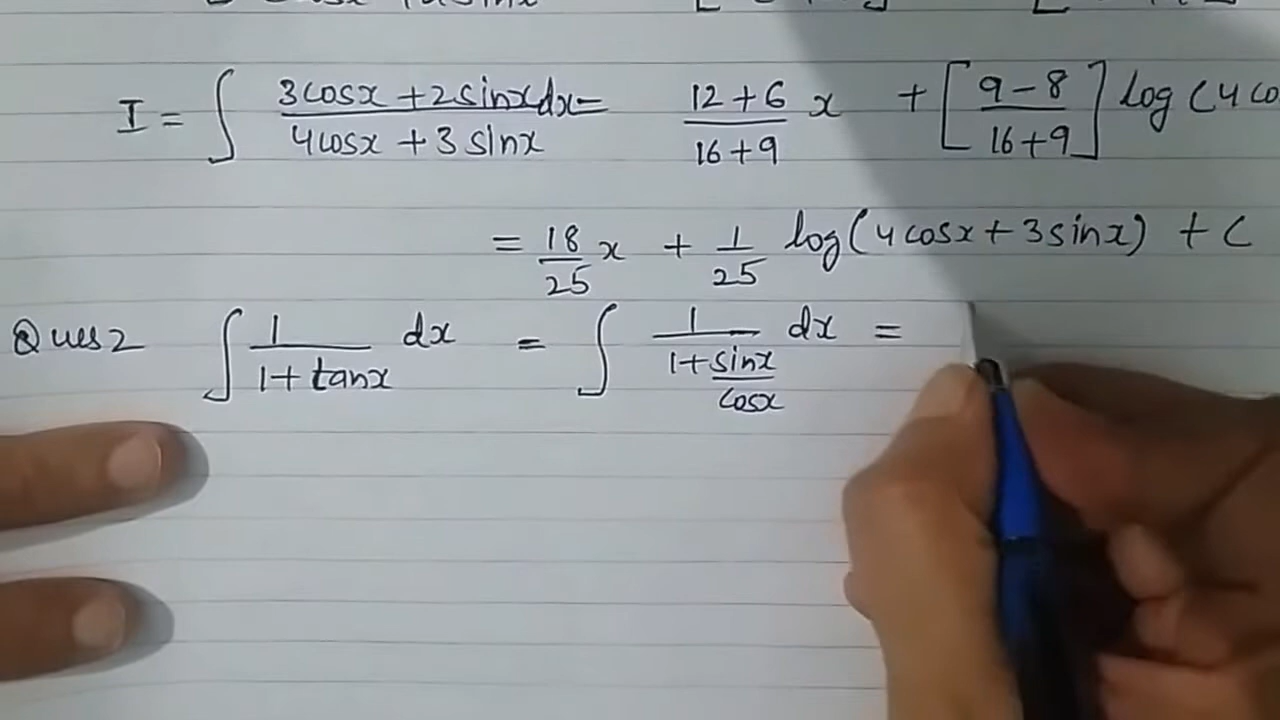 I = ∫ (3cosx + 2sinx dx)/(4cosx + 3sinx) = (12+6)/(16+9) x + [(9-8)/(16+9)] log(4co
= 18/25 x + 1/25 log(4cosx + 3sinx) + C
Ques 2 ∫ 1/(1+tanx) dx = ∫ 1/(1+sinx/cosx) dx =